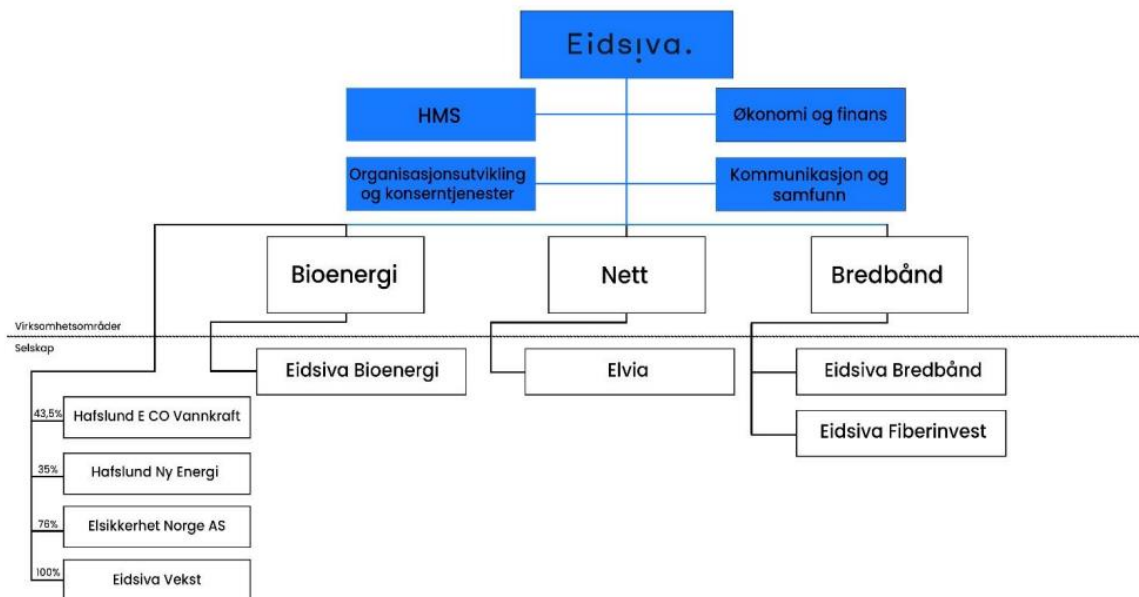 Eidsiva.
HMS
Økonomi og finans
Organisasjonsutvikling
og konserntjenester
Kommunikasjon og
samfunn
Bioenergi
Nett
Bredbånd
Virksomhetsområder
Selskap
Eidsiva Bioenergi
Elvia
Eidsiva Bredbånd
Eidsiva Fiberinvest
43,5%
Hafslund E CO Vannkraft
35%
Hafslund Ny Energi
76%
Elsikkerhet Norge AS
100%
Eidsiva Vekst